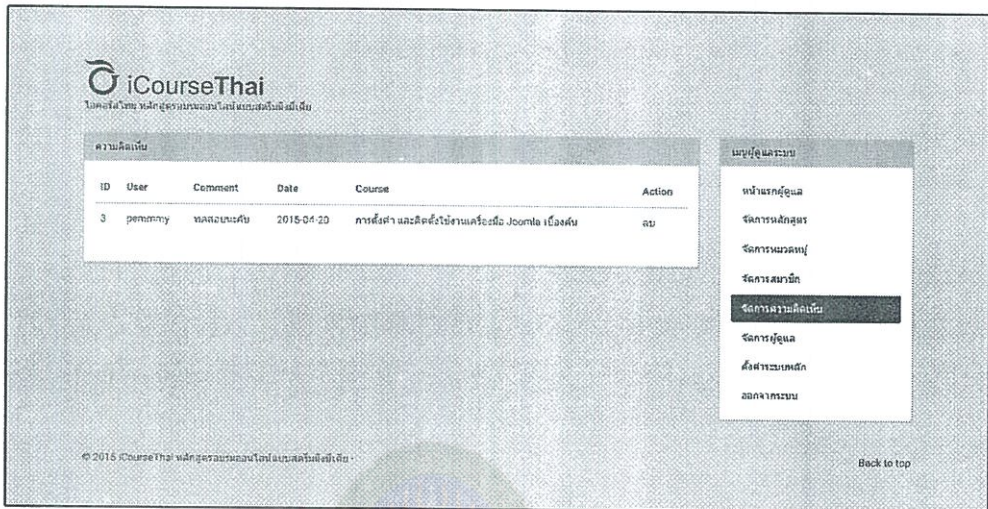 iCourseThai
ไอคอร์สไทย หลักสูตรอบรมออนไลน์แบบสตรีมมิ่งมีเดีย
ความคิดเห็น
ID User Comment Date Course Action
3 pemmmy ทดสอบนะคับ 2015-04-20 การตั้งค่า และติดตั้งใช้งานเครื่องมือ Joomla เบื้องต้น ลบ
เมนูผู้ดูแลระบบ
หน้าแรกผู้ดูแล
จัดการหลักสูตร
จัดการหมวดหมู่
จัดการสมาชิก
จัดการความคิดเห็น
จัดการผู้ดูแล
ตั้งค่าระบบหลัก
ออกจากระบบ
© 2015 iCourseThai หลักสูตรอบรมออนไลน์แบบสตรีมมิ่งมีเดีย ·
Back to top